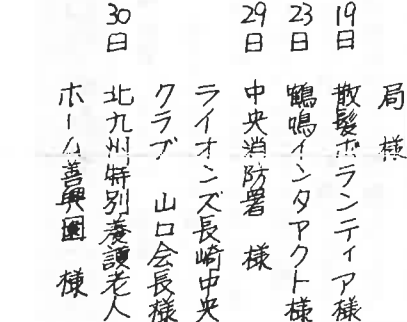 局 様
19日 散髪ボランティア様
23日 鶴鳴インタアクト様
29日 中央消防署 様
ライオンズ長崎中央
クラブ 山口会長様
30日 北九州特別養護老人
ホーム善興園 様